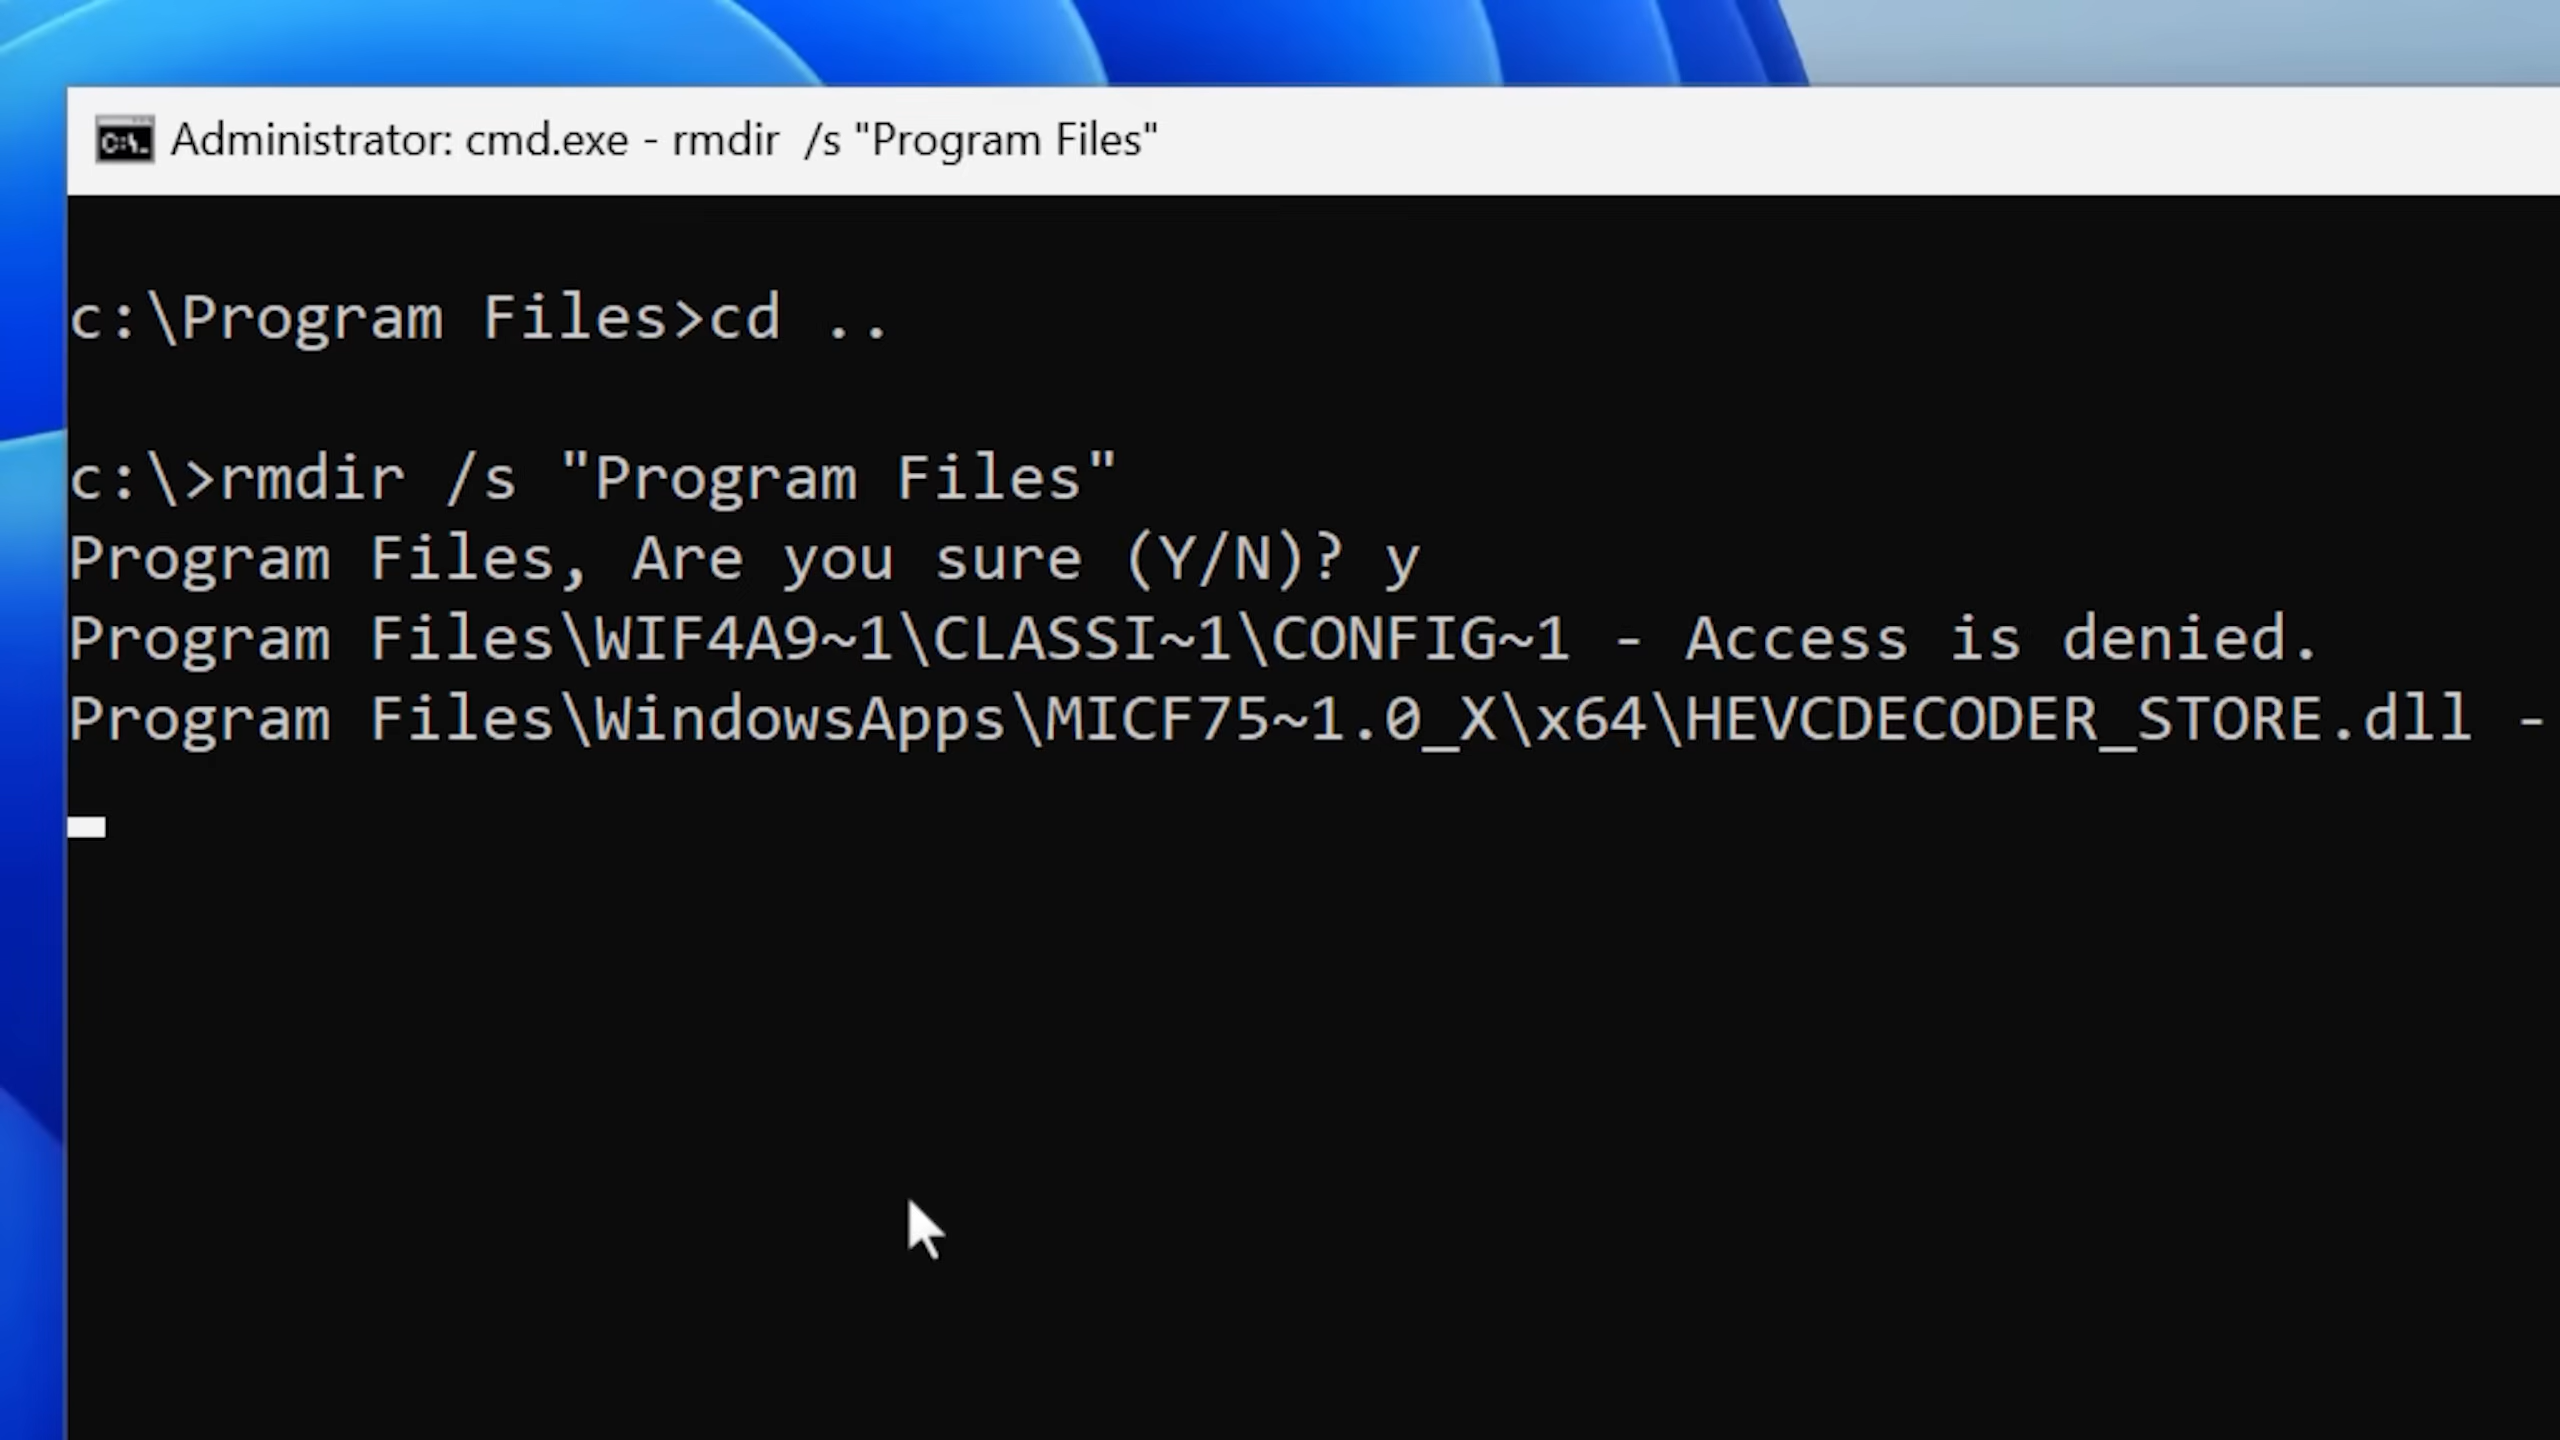 Administrator: cmd.exe - rmdir  /s "Program Files"
c:\Program Files>cd ..
c:\>rmdir /s "Program Files"
Program Files, Are you sure (Y/N)? y
Program Files\WIF4A9~1\CLASSI~1\CONFIG~1 - Access is denied.
Program Files\WindowsApps\MICF75~1.0_X\x64\HEVCDECODER_STORE.dll -